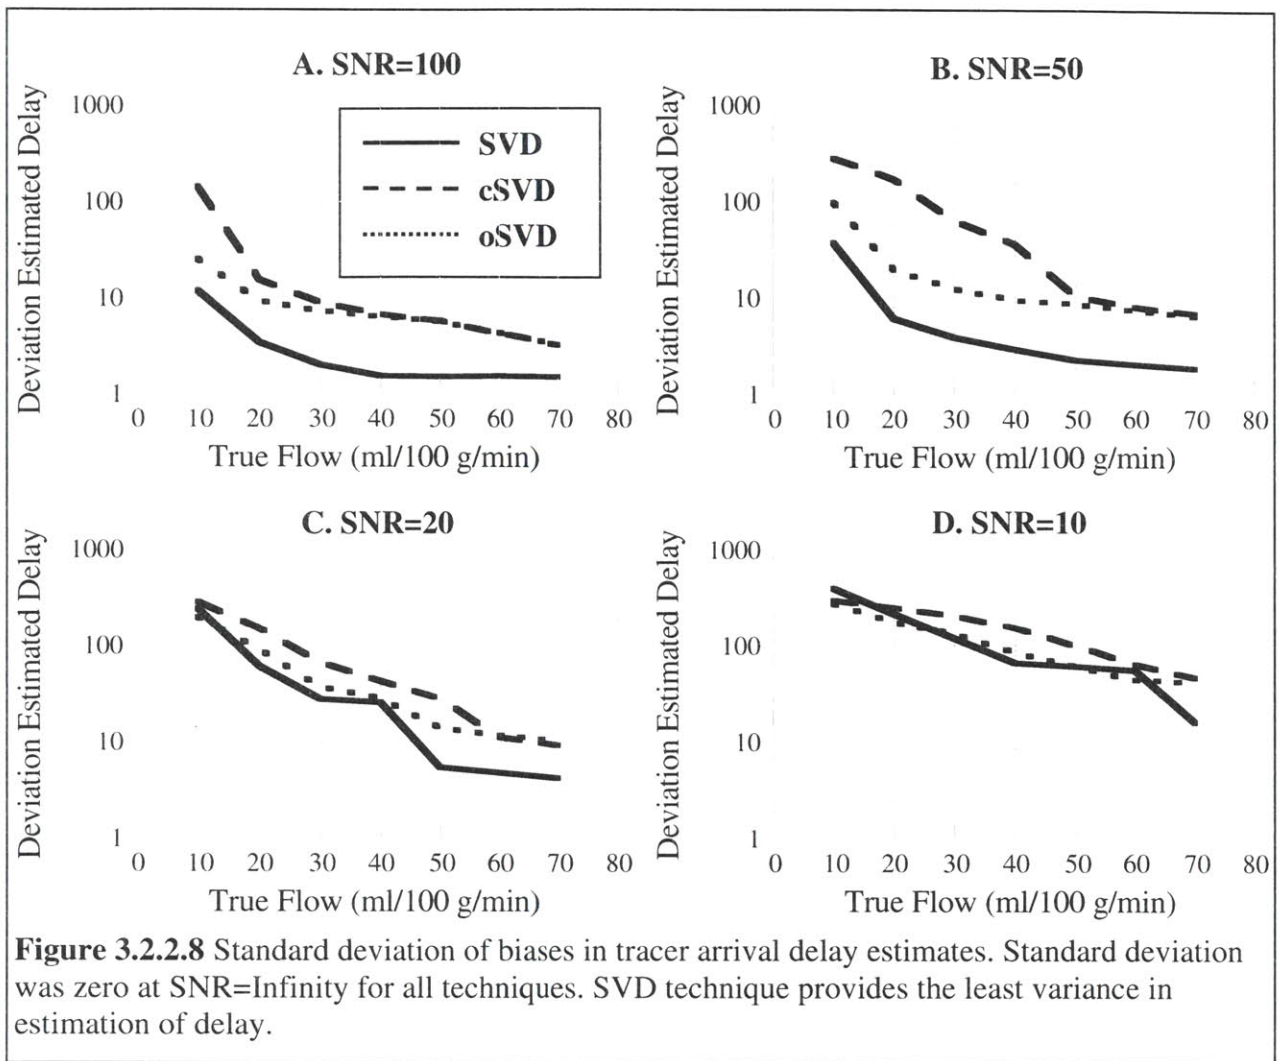 A. SNR=100
Deviation Estimated Delay
1000
100
10
1
0 10 20 30 40 50 60 70 80
True Flow (ml/100 g/min)
SVD
cSVD
oSVD
B. SNR=50
Deviation Estimated Delay
1000
100
10
1
0 10 20 30 40 50 60 70 80
True Flow (ml/100 g/min)
C. SNR=20
Deviation Estimated Delay
1000
100
10
1
0 10 20 30 40 50 60 70 80
True Flow (ml/100 g/min)
D. SNR=10
Deviation Estimated Delay
1000
100
10
1
0 10 20 30 40 50 60 70 80
True Flow (ml/100 g/min)
Figure 3.2.2.8 Standard deviation of biases in tracer arrival delay estimates. Standard deviation
was zero at SNR=Infinity for all techniques. SVD technique provides the least variance in
estimation of delay.